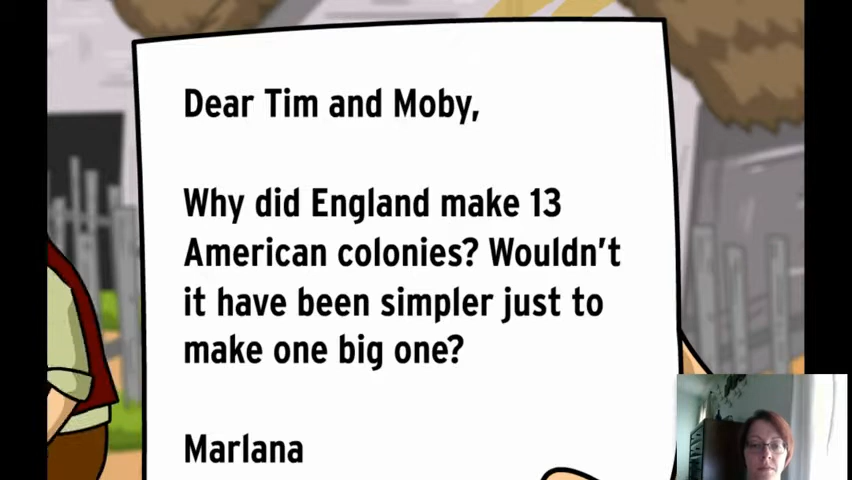 Dear Tim and Moby,
Why did England make 13
American colonies? Wouldn't
it have been simpler just to
make one big one?
Marlana